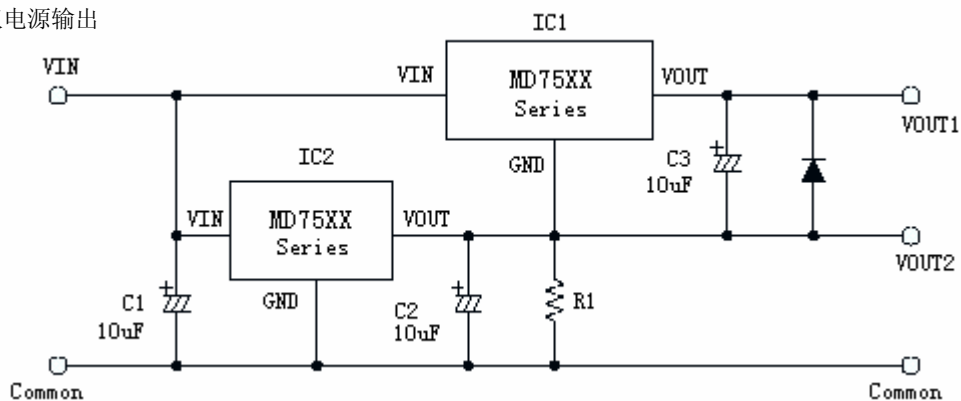 电源输出
IC1
VIN
VIN
MD75XX
Series
VOUT
VOUT1
GND
C3
+
10uF
IC2
VIN
MD75XX
Series
VOUT
VOUT2
GND
C1
+
10uF
C2
+
10uF
R1
Common
Common